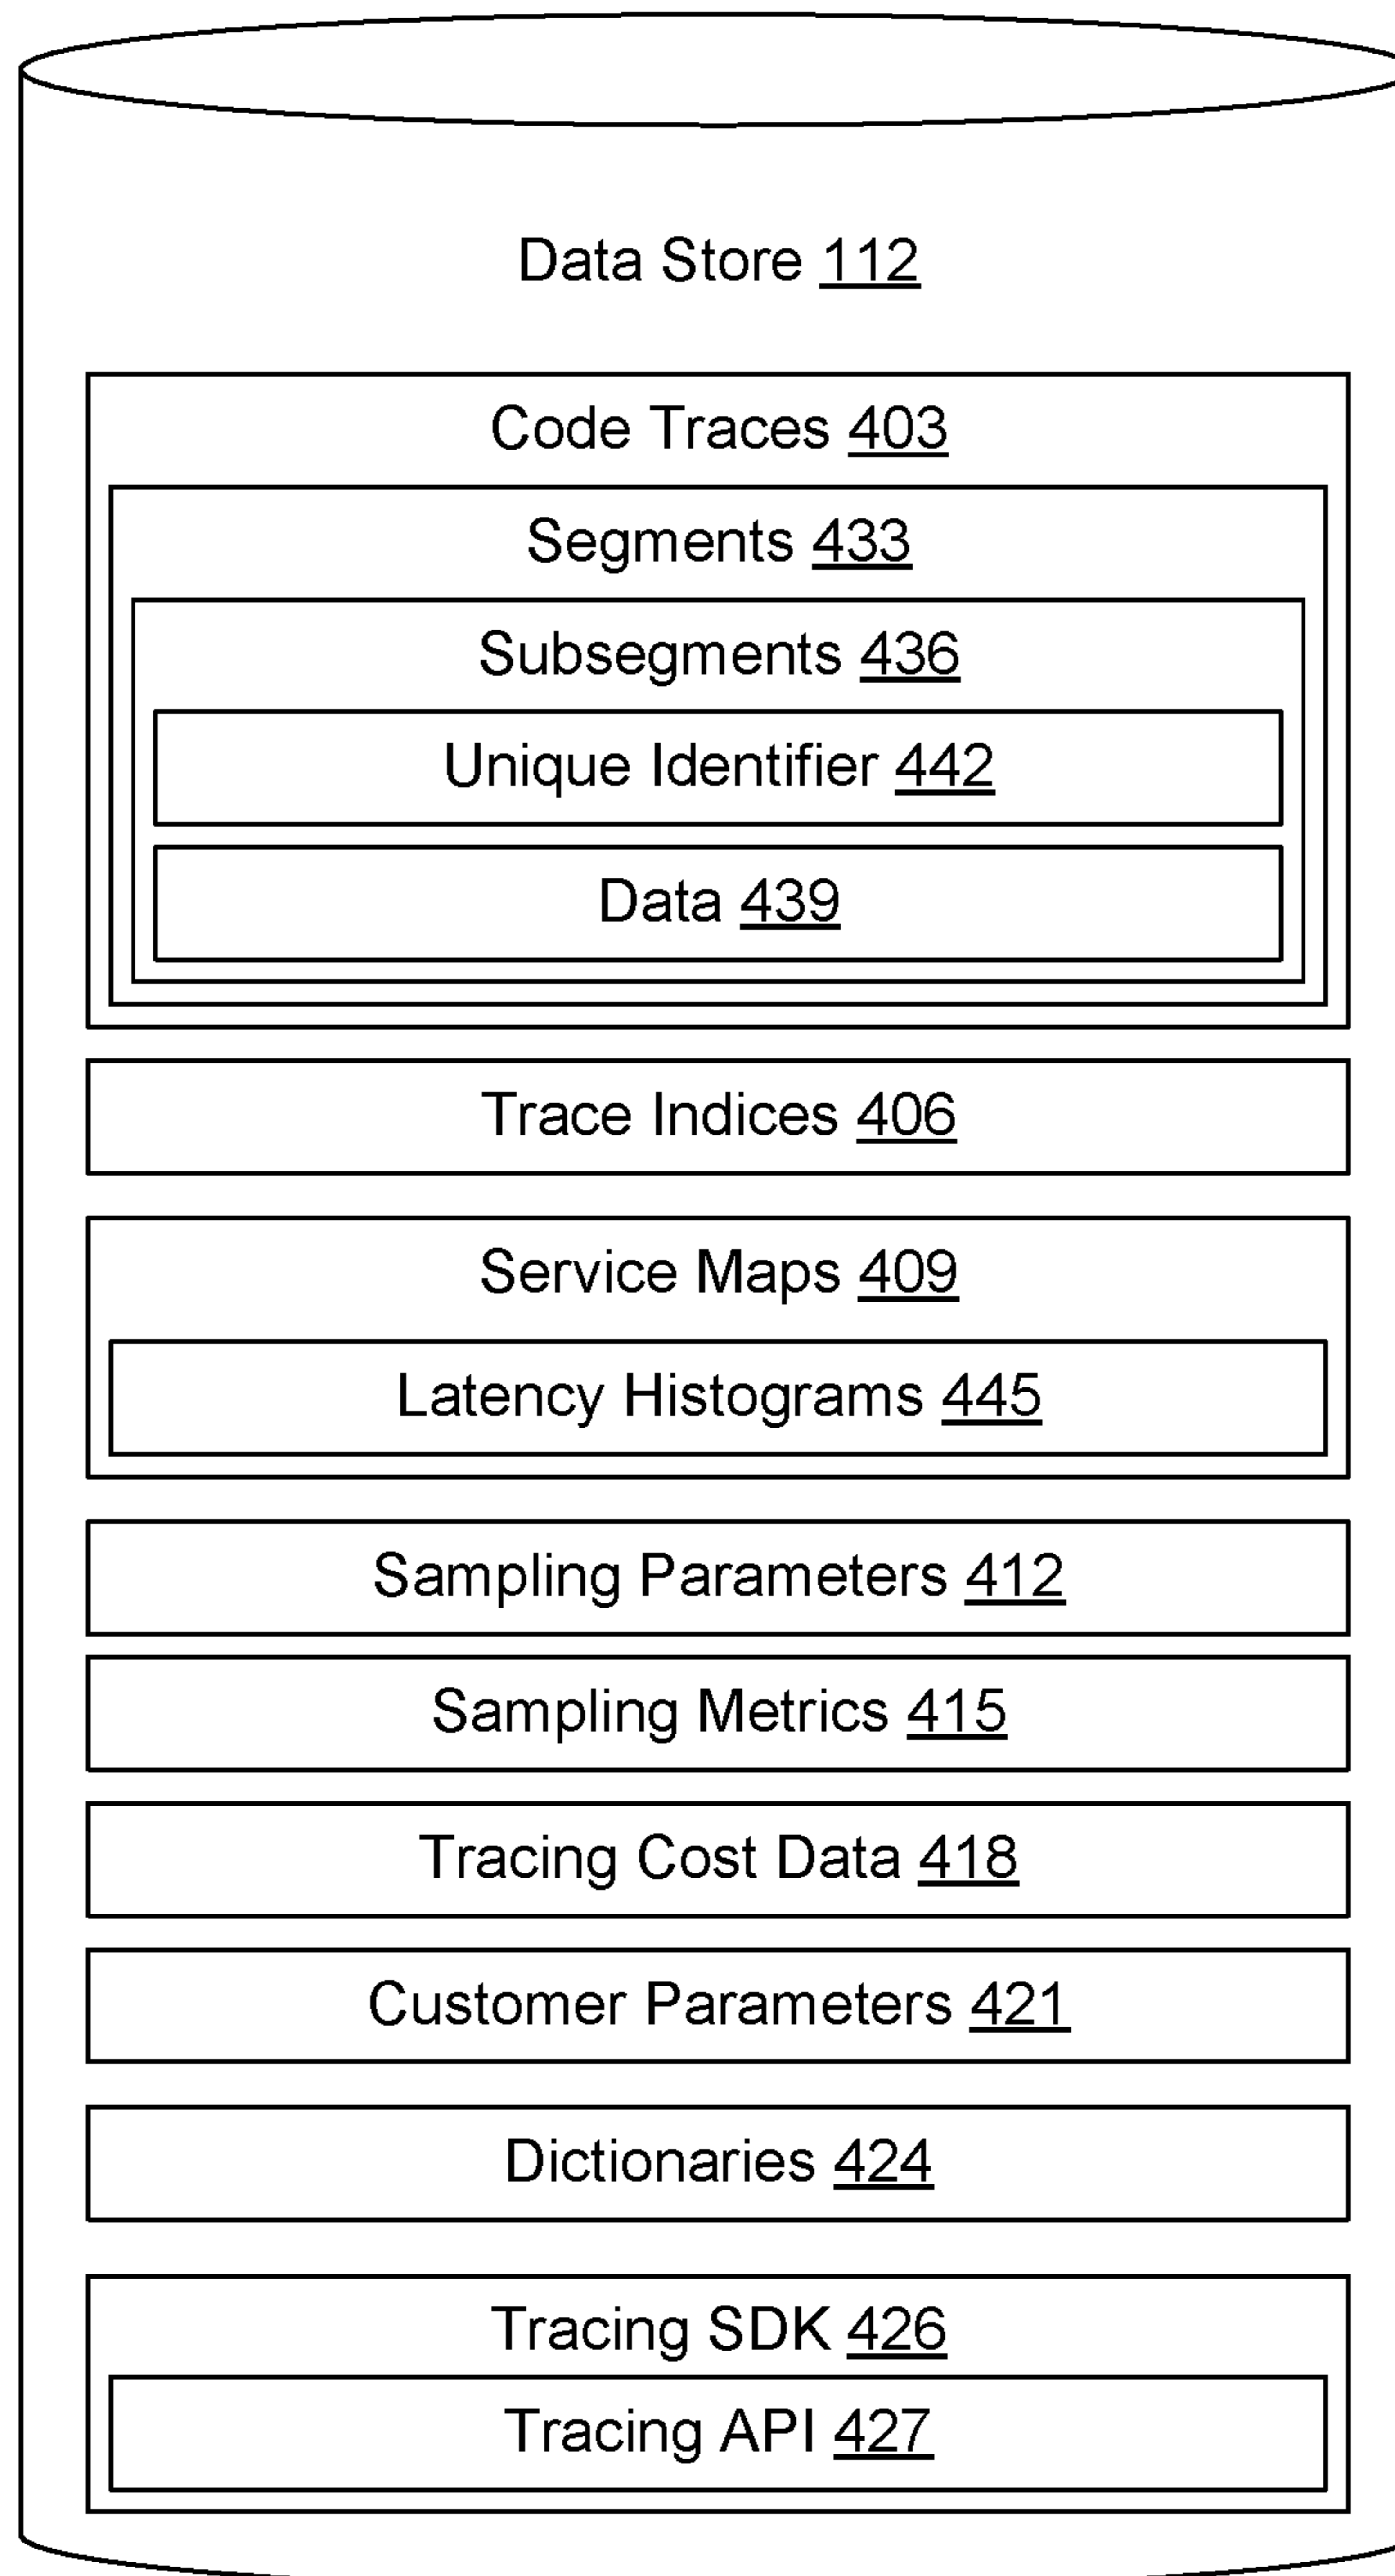 Data Store 112
Code Traces 403
Segments 433
Subsegments 436
Unique Identifier 442
Data 439
Trace Indices 406
Service Maps 409
Latency Histograms 445
Sampling Parameters 412
Sampling Metrics 415
Tracing Cost Data 418
Customer Parameters 421
Dictionaries 424
Tracing SDK 426
Tracing API 427